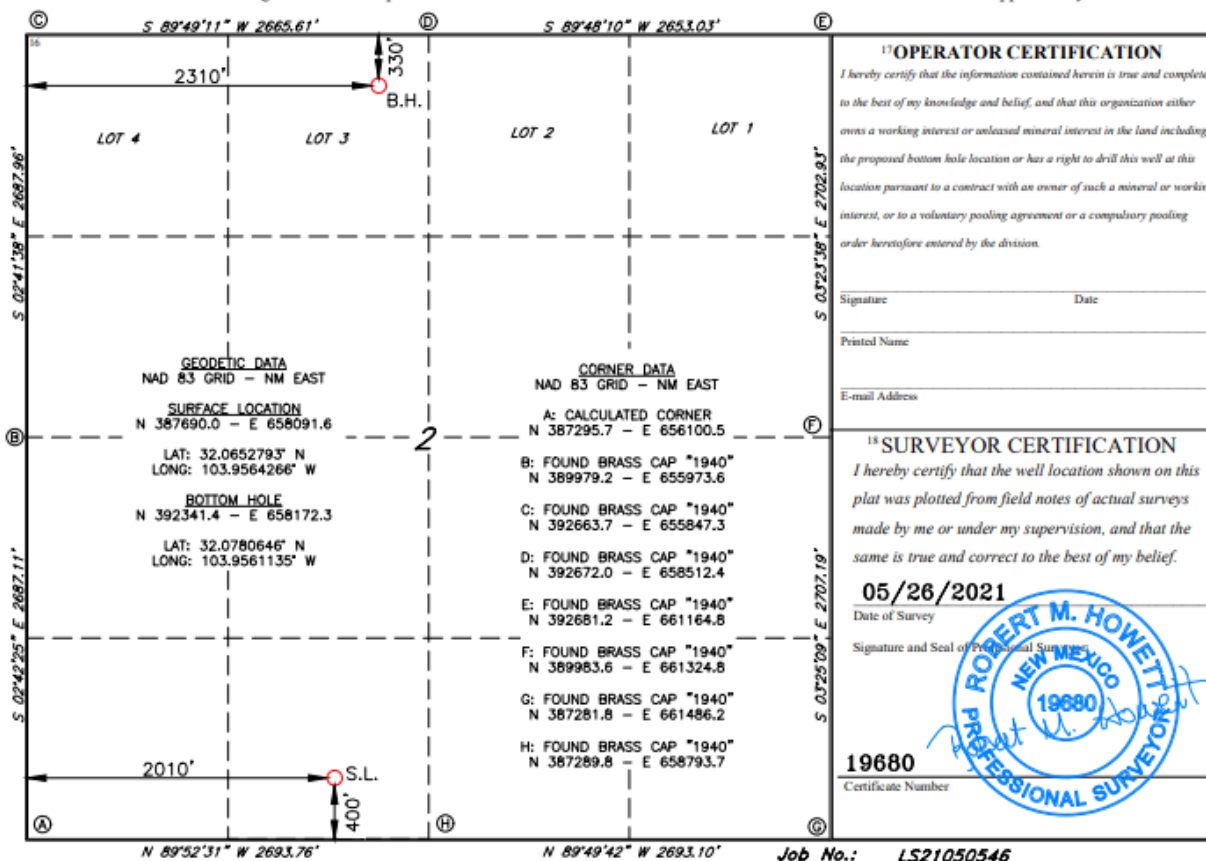 C
S 89°49'11" W 2665.61'
D
S 89°48'10" W 2653.03'
E
16
2310'
330'
B.H.
LOT 4
LOT 3
LOT 2
LOT 1
S 02°41'38" E 2687.96'
S 03°23'38" E 2702.93'
GEODETIC DATA
NAD 83 GRID - NM EAST
SURFACE LOCATION
N 387690.0 - E 658091.6
LAT: 32.0652793° N
LONG: 103.9564266° W
BOTTOM HOLE
N 392341.4 - E 658172.3
LAT: 32.0780646° N
LONG: 103.9561135° W
B
2
F
CORNER DATA
NAD 83 GRID - NM EAST
A: CALCULATED CORNER
N 387295.7 - E 656100.5
B: FOUND BRASS CAP "1940"
N 389979.2 - E 655973.6
C: FOUND BRASS CAP "1940"
N 392663.7 - E 655847.3
D: FOUND BRASS CAP "1940"
N 392672.0 - E 658512.4
E: FOUND BRASS CAP "1940"
N 392681.2 - E 661164.8
F: FOUND BRASS CAP "1940"
N 389983.6 - E 661324.8
G: FOUND BRASS CAP "1940"
N 387281.8 - E 661486.2
H: FOUND BRASS CAP "1940"
N 387289.8 - E 658793.7
S 02°42'25" E 2687.11'
S 03°25'09" E 2707.19'
2010'
S.L.
400'
A
H
G
N 89°52'31" W 2693.76'
N 89°49'42" W 2693.10'
Job No.: LS21050546
17 OPERATOR CERTIFICATION
I hereby certify that the information contained herein is true and complete
to the best of my knowledge and belief, and that this organization either
owns a working interest or unleased mineral interest in the land including
the proposed bottom hole location or has a right to drill this well at this
location pursuant to a contract with an owner of such a mineral or workin
interest, or to a voluntary pooling agreement or a compulsory pooling
order heretofore entered by the division.
Signature Date
Printed Name
E-mail Address
18 SURVEYOR CERTIFICATION
I hereby certify that the well location shown on this
plat was plotted from field notes of actual surveys
made by me or under my supervision, and that the
same is true and correct to the best of my belief.
05/26/2021
Date of Survey
Signature and Seal of Professional Surveyor:
ROBERT M. HOWETT
NEW MEXICO
19680
PROFESSIONAL SURVEYOR
Robert M. Howett
19680
Certificate Number